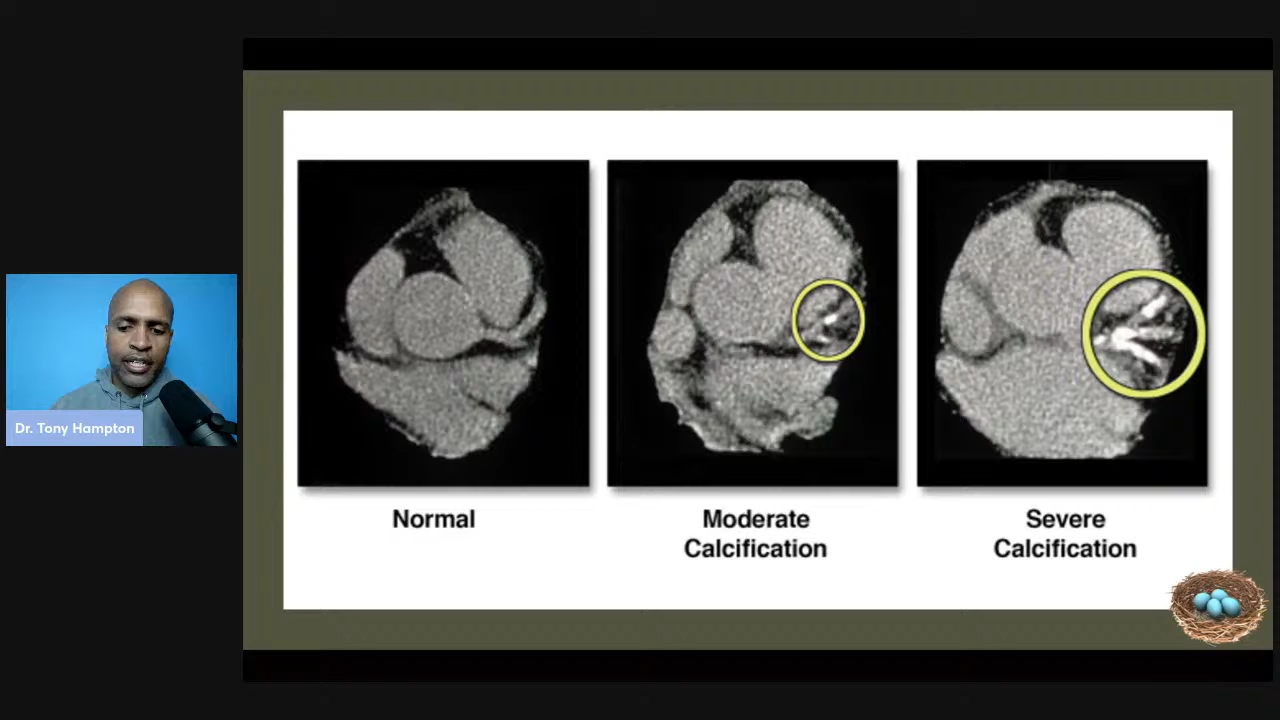 Dr. Tony Hampton
Normal
Moderate
Calcification
Severe
Calcification